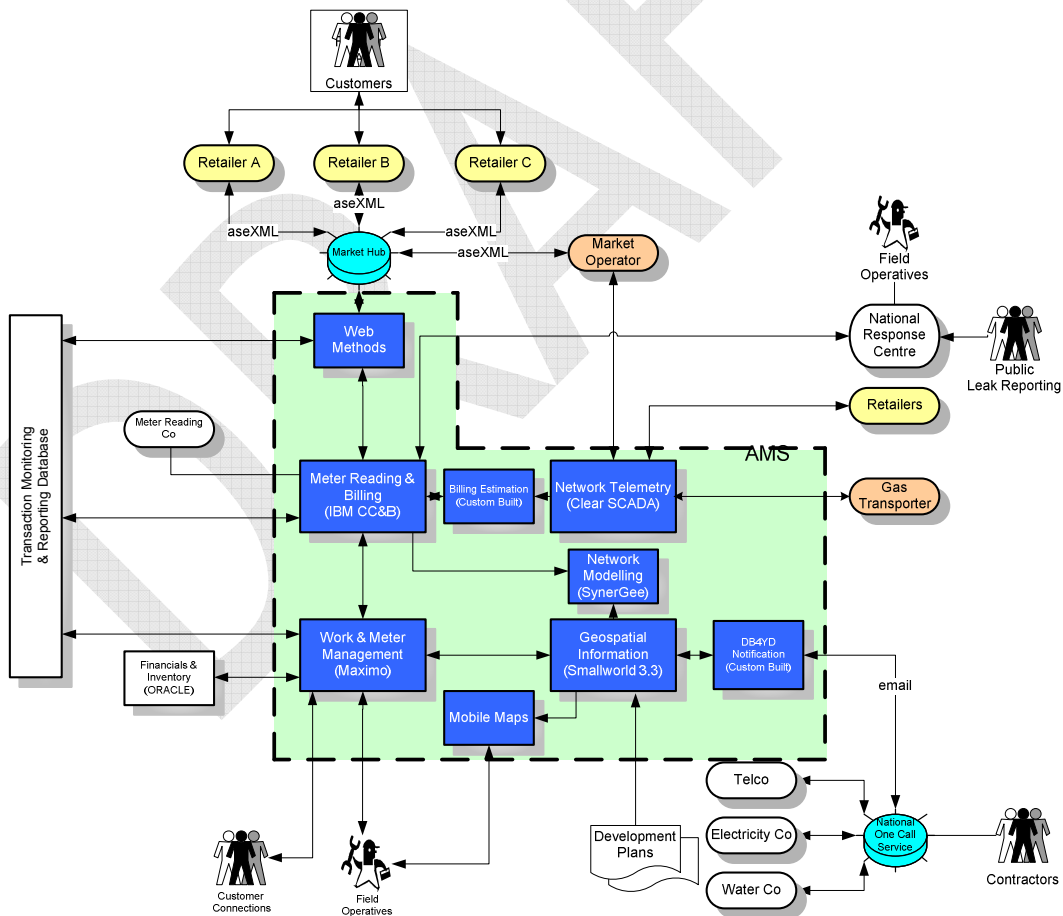 DRAFT
Customers
Retailer A
Retailer B
Retailer C
aseXML
aseXML
aseXML
aseXML
Market Hub
Market
Operator
Field
Operatives
National
Response
Centre
Public
Leak Reporting
Web
Methods
Retailers
Meter Reading
Co
AMS
Transaction Monitoring
& Reporting Database
Meter Reading &
Billing
(IBM CC&B)
Billing Estimation
(Custom Built)
Network Telemetry
(Clear SCADA)
Gas
Transporter
Network
Modelling
(SynerGee)
Work & Meter
Management
(Maximo)
Geospatial
Information
(Smallworld 3.3)
DB4YD
Notification
(Custom Built)
Financials &
Inventory
(ORACLE)
email
Mobile Maps
Telco
Development
Plans
Electricity Co
National
One Call
Service
Water Co
Contractors
Customer
Connections
Field
Operatives